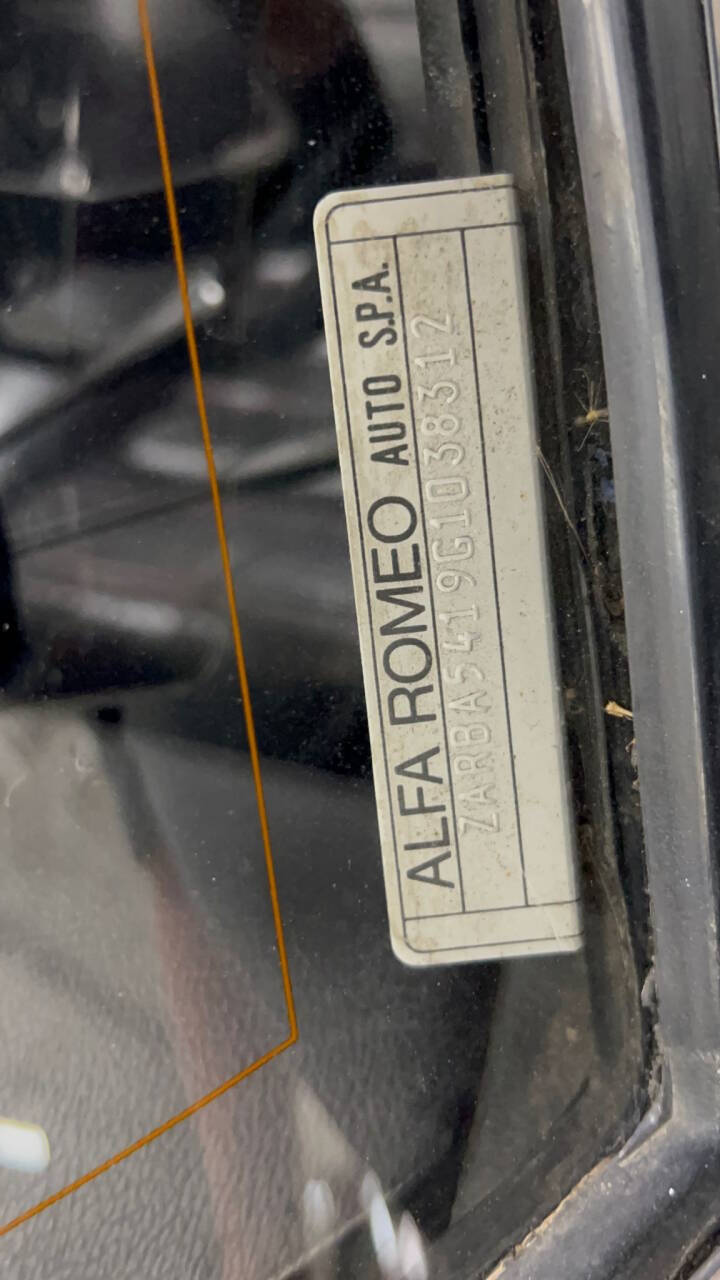 ALFA ROMEO AUTO S.P.A.
ZARBA5419G1038312